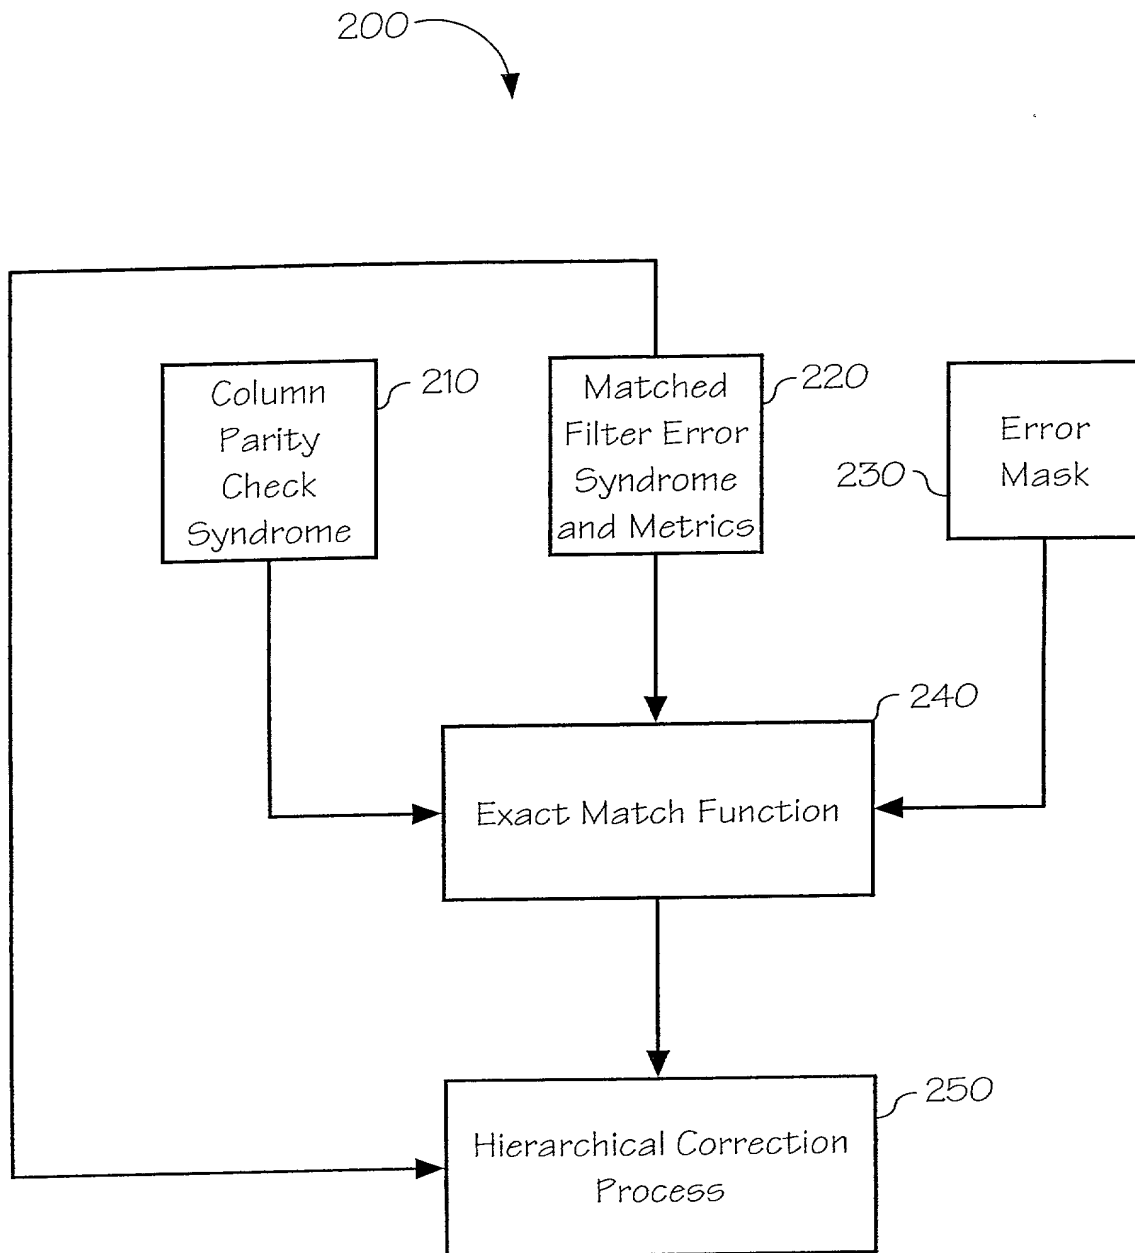 200
Column
Parity
Check
Syndrome
210
Matched
Filter Error
Syndrome
and Metrics
220
Error
Mask
230
Exact Match Function
240
Hierarchical Correction
Process
250